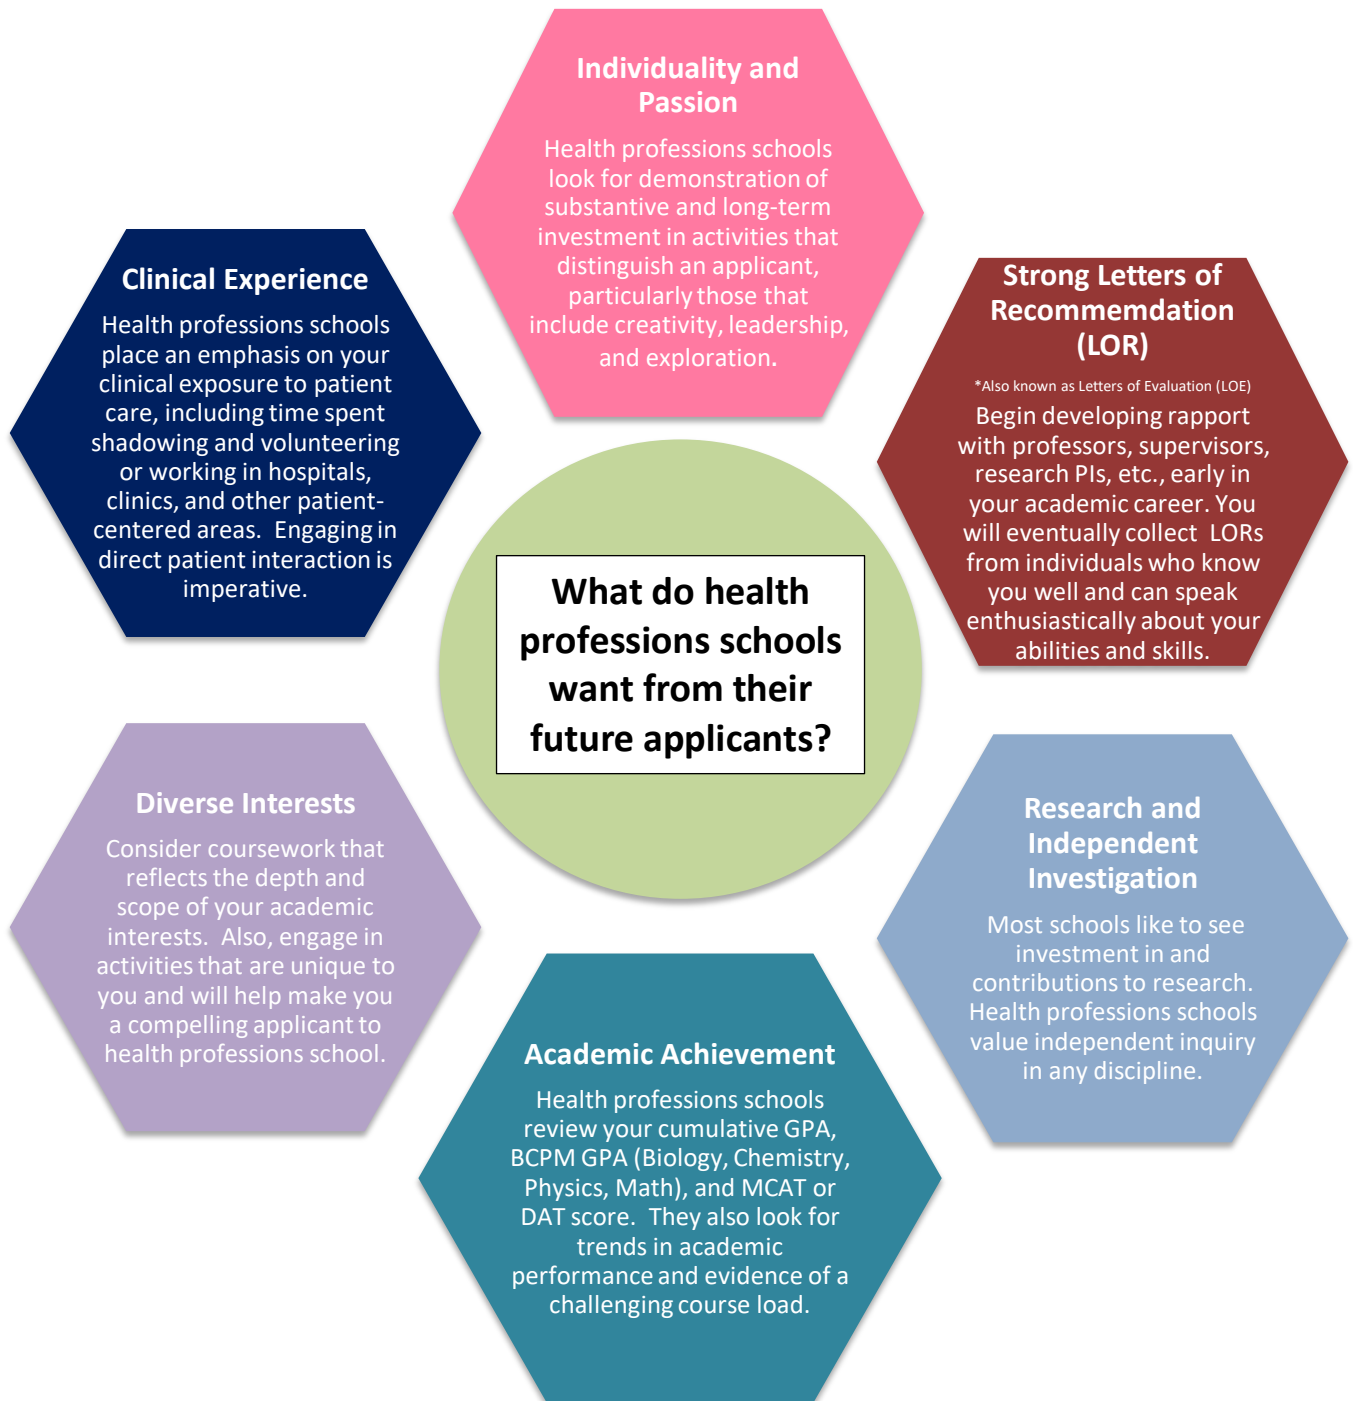 Individuality and
Passion
Health professions schools
look for demonstration of
substantive and long-term
investment in activities that
distinguish an applicant,
particularly those that
include creativity, leadership,
and exploration.
Clinical Experience
Health professions schools
place an emphasis on your
clinical exposure to patient
care, including time spent
shadowing and volunteering
or working in hospitals,
clinics, and other patient-
centered areas.  Engaging in
direct patient interaction is
imperative.
Strong Letters of
Recommemdation
(LOR)
*Also known as Letters of Evaluation (LOE)
Begin developing rapport
with professors, supervisors,
research PIs, etc., early in
your academic career. You
will eventually collect  LORs
from individuals who know
you well and can speak
enthusiastically about your
abilities and skills.
What do health
professions schools
want from their
future applicants?
Diverse Interests
Consider coursework that
reflects the depth and
scope of your academic
interests.  Also, engage in
activities that are unique to
you and will help make you
a compelling applicant to
health professions school.
Research and
Independent
Investigation
Most schools like to see
investment in and
contributions to research.
Health professions schools
value independent inquiry
in any discipline.
Academic Achievement
Health professions schools
review your cumulative GPA,
BCPM GPA (Biology, Chemistry,
Physics, Math), and MCAT or
DAT score.  They also look for
trends in academic
performance and evidence of a
challenging course load.